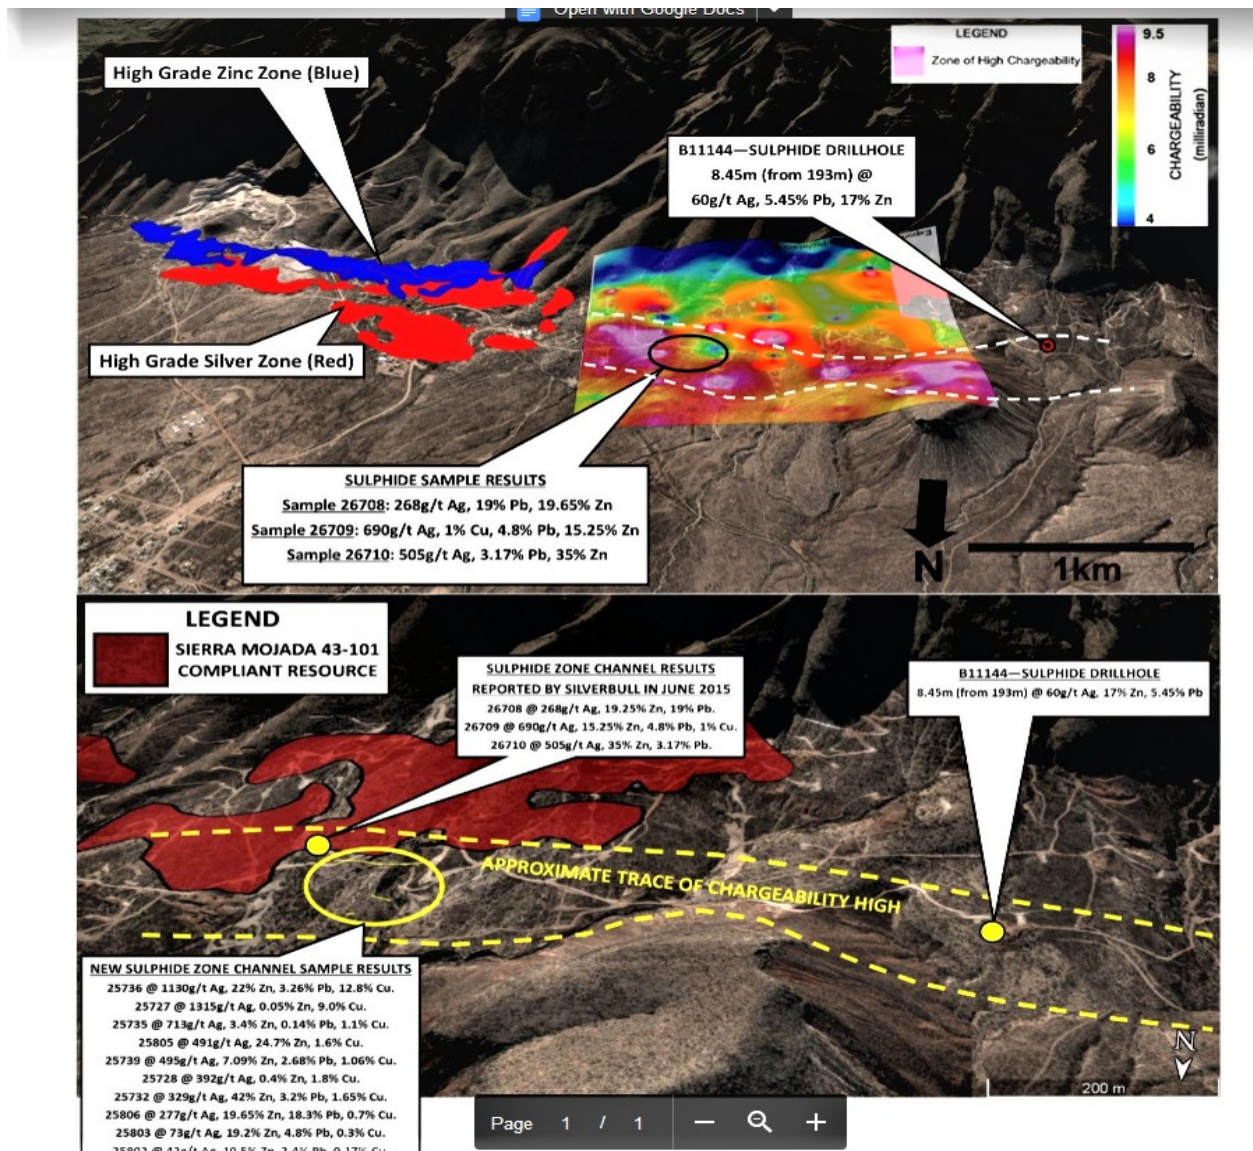 Open with Google Docs
LEGEND
Zone of High Chargeability
9.5
8
6
4
CHARGEABILITY
(milliradian)
High Grade Zinc Zone (Blue)
B11144—SULPHIDE DRILLHOLE
8.45m (from 193m) @
60g/t Ag, 5.45% Pb, 17% Zn
High Grade Silver Zone (Red)
SULPHIDE SAMPLE RESULTS
Sample 26708: 268g/t Ag, 19% Pb, 19.65% Zn
Sample 26709: 690g/t Ag, 1% Cu, 4.8% Pb, 15.25% Zn
Sample 26710: 505g/t Ag, 3.17% Pb, 35% Zn
N
1km
LEGEND
SIERRA MOJADA 43-101
COMPLIANT RESOURCE
SULPHIDE ZONE CHANNEL RESULTS
REPORTED BY SILVERBULL IN JUNE 2015
26708 @ 268g/t Ag, 19.25% Zn, 19% Pb.
26709 @ 690g/t Ag, 15.25% Zn, 4.8% Pb, 1% Cu.
26710 @ 505g/t Ag, 35% Zn, 3.17% Pb.
B11144—SULPHIDE DRILLHOLE
8.45m (from 193m) @ 60g/t Ag, 17% Zn, 5.45% Pb
APPROXIMATE TRACE OF CHARGEABILITY HIGH
NEW SULPHIDE ZONE CHANNEL SAMPLE RESULTS
25736 @ 1130g/t Ag, 22% Zn, 3.26% Pb, 12.8% Cu.
25727 @ 1315g/t Ag, 0.05% Zn, 9.0% Cu.
25735 @ 713g/t Ag, 3.4% Zn, 0.14% Pb, 1.1% Cu.
25805 @ 491g/t Ag, 24.7% Zn, 1.6% Cu.
25739 @ 495g/t Ag, 7.09% Zn, 2.68% Pb, 1.06% Cu.
25728 @ 392g/t Ag, 0.4% Zn, 1.8% Cu.
25732 @ 329g/t Ag, 42% Zn, 3.2% Pb, 1.65% Cu.
25806 @ 277g/t Ag, 19.65% Zn, 18.3% Pb, 0.7% Cu.
25803 @ 73g/t Ag, 19.2% Zn, 4.8% Pb, 0.3% Cu.
N
200 m
Page 1 / 1